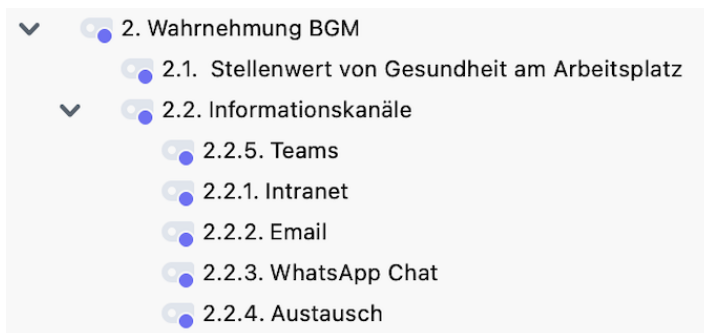 2. Wahrnehmung BGM
2.1. Stellenwert von Gesundheit am Arbeitsplatz
2.2. Informationskanäle
2.2.5. Teams
2.2.1. Intranet
2.2.2. Email
2.2.3. WhatsApp Chat
2.2.4. Austausch